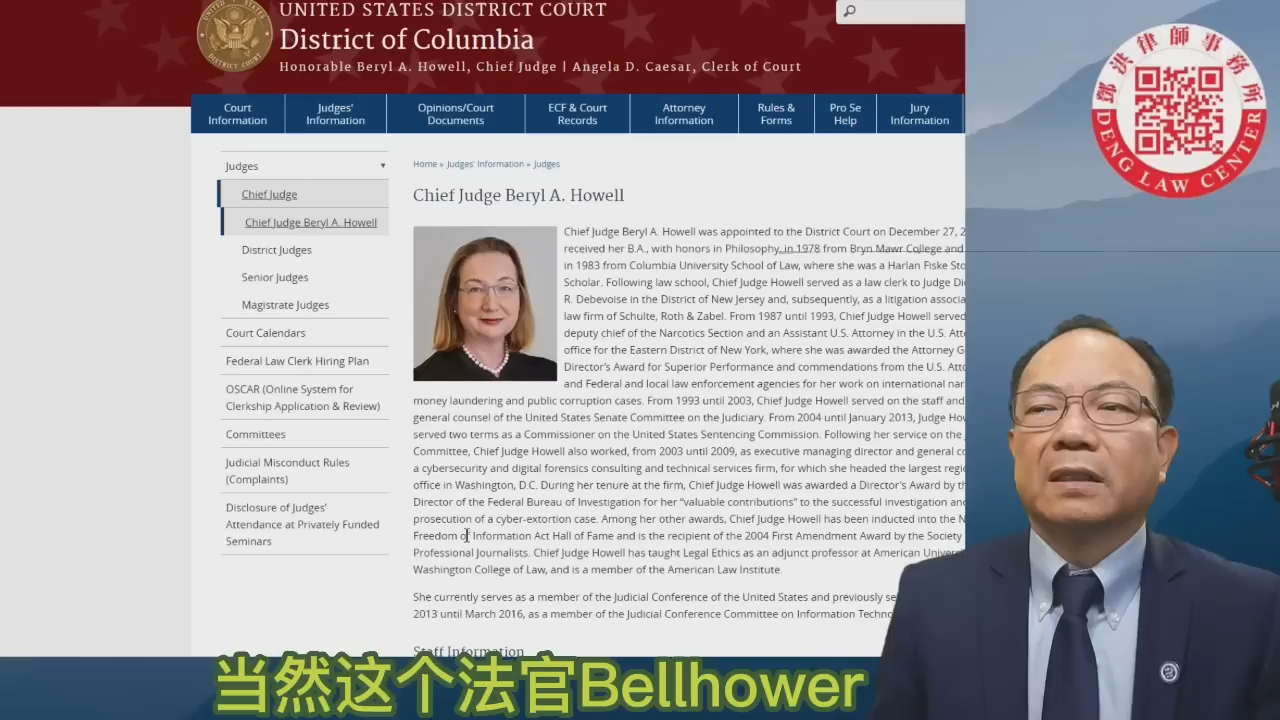 UNITED STATES DISTRICT COURT
District of Columbia
Honorable Beryl A. Howell, Chief Judge | Angela D. Caesar, Clerk of Court
Court Information
Judges' Information
Opinions/Court Documents
ECF & Court Records
Attorney Information
Rules & Forms
Pro Se Help
Jury Information
Judges
Chief Judge
Chief Judge Beryl A. Howell
District Judges
Senior Judges
Magistrate Judges
Court Calendars
Federal Law Clerk Hiring Plan
OSCAR (Online System for
Clerkship Application & Review)
Committees
Judicial Misconduct Rules
(Complaints)
Disclosure of Judges'
Attendance at Privately Funded
Seminars
Home » Judges' Information » Judges
Chief Judge Beryl A. Howell
Chief Judge Beryl A. Howell was appointed to the District Court on December 27, 2
received her B.A., with honors in Philosophy, in 1978 from Bryn Mawr College and
in 1983 from Columbia University School of Law, where she was a Harlan Fiske Sto
Scholar. Following law school, Chief Judge Howell served as a law clerk to Judge Di
R. Debevoise in the District of New Jersey and, subsequently, as a litigation associa
law firm of Schulte, Roth & Zabel. From 1987 until 1993, Chief Judge Howell served
deputy chief of the Narcotics Section and an Assistant U.S. Attorney in the U.S. Atto
office for the Eastern District of New York, where she was awarded the Attorney G
Director's Award for Superior Performance and commendations from the U.S. Atto
and Federal and local law enforcement agencies for her work on international nar
money laundering and public corruption cases. From 1993 until 2003, Chief Judge Howell served on the staff and
general counsel of the United States Senate Committee on the Judiciary. From 2004 until January 2013, Judge How
served two terms as a Commissioner on the United States Sentencing Commission. Following her service on the
Committee, Chief Judge Howell also worked, from 2003 until 2009, as executive managing director and general co
a cybersecurity and digital forensics consulting and technical services firm, for which she headed the largest regio
office in Washington, D.C. During her tenure at the firm, Chief Judge Howell was awarded a Director's Award by th
Director of the Federal Bureau of Investigation for her “valuable contributions” to the successful investigation and
prosecution of a cyber-extortion case. Among her other awards, Chief Judge Howell has been inducted into the N
Freedom of Information Act Hall of Fame and is the recipient of the 2004 First Amendment Award by the Society
Professional Journalists. Chief Judge Howell has taught Legal Ethics as an adjunct professor at American Univer
Washington College of Law, and is a member of the American Law Institute.
She currently serves as a member of the Judicial Conference of the United States and previously se
2013 until March 2016, as a member of the Judicial Conference Committee on Information Techno
Staff Information
鄧洪律師事務所
DENG LAW CENTER
当然这个法官Bellhower